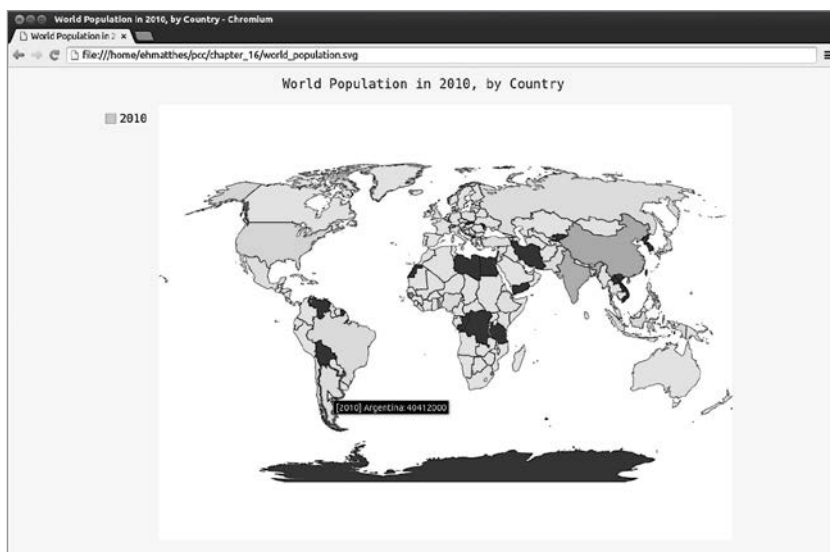 World Population in 2010, by Country - Chromium
World Population in 2
file:///home/ehmatthes/pcc/chapter_16/world_population.svg
World Population in 2010, by Country
2010
[2010] Argentina: 40412000